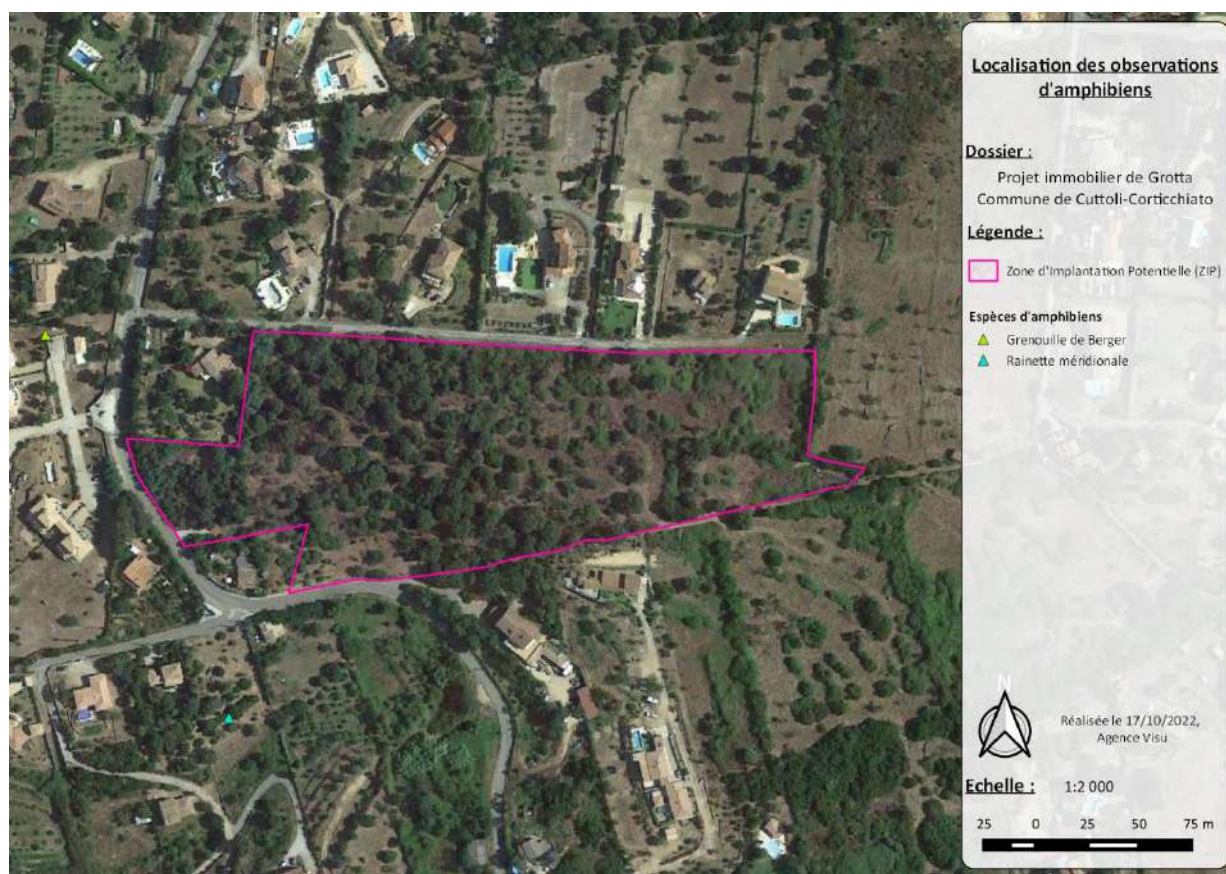 Localisation des observations
d'amphibiens
Dossier :
Projet immobilier de Grotta
Commune de Cuttoli-Corticchiato
Légende :
Zone d'Implantation Potentielle (ZIP)
Espèces d'amphibiens
Grenouille de Berger
Rainette méridionale
N
Réalisée le 17/10/2022,
Agence Visu
Echelle : 1:2 000
25 0 25 50 75 m